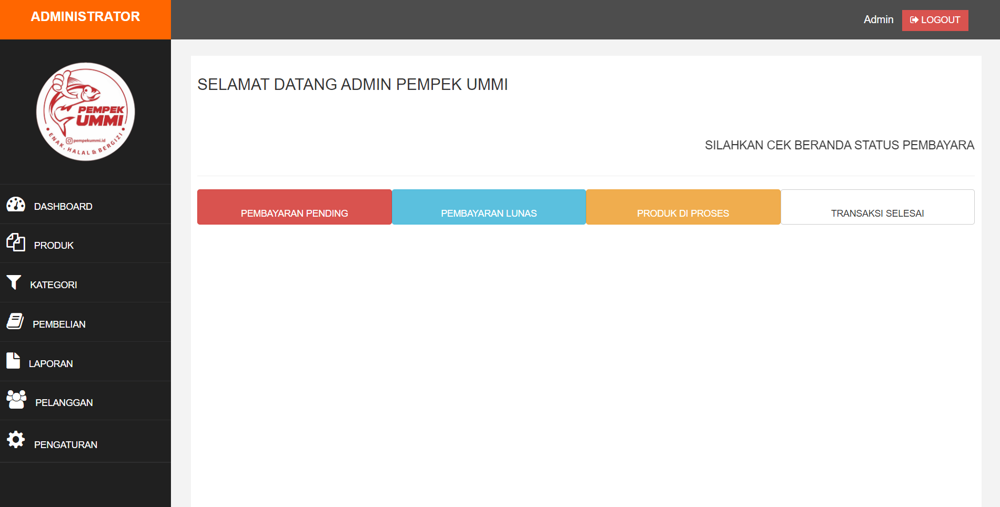 ADMINISTRATOR
Admin
LOGOUT
PEMPEK
UMMI
pempekummi.id
• ENAK, HALAL & BERGIZI •
DASHBOARD
PRODUK
KATEGORI
PEMBELIAN
LAPORAN
PELANGGAN
PENGATURAN
SELAMAT DATANG ADMIN PEMPEK UMMI
SILAHKAN CEK BERANDA STATUS PEMBAYARA
PEMBAYARAN PENDING
PEMBAYARAN LUNAS
PRODUK DI PROSES
TRANSAKSI SELESAI